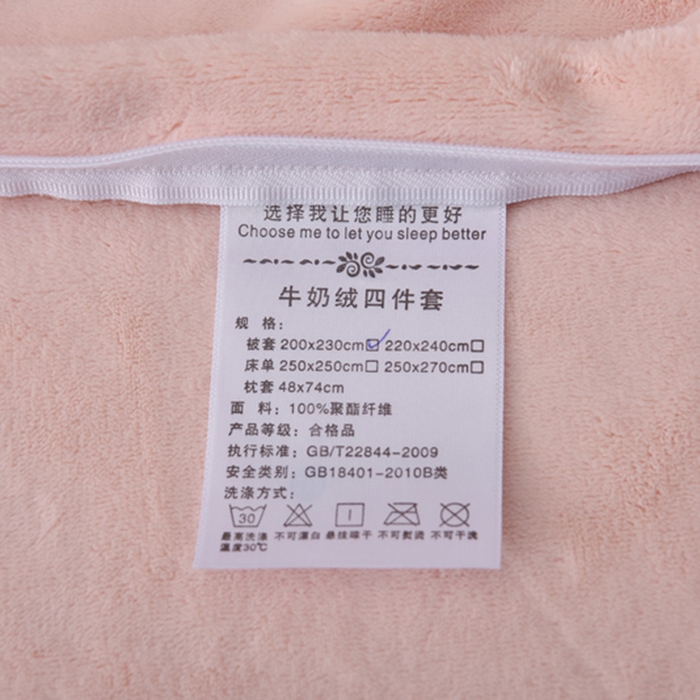 选择我让您睡的更好
Choose me to let you sleep better
牛奶绒四件套
规 格:
被套 200x230cm☑ 220x240cm☐
床单 250x250cm☐ 250x270cm☐
枕套 48x74cm
面 料: 100%聚酯纤维
产品等级: 合格品
执行标准: GB/T22844-2009
安全类别: GB18401-2010B类
洗涤方式:
30
最高洗涤 不可漂白 悬挂晾干 不可熨烫 不可干洗
温度30℃